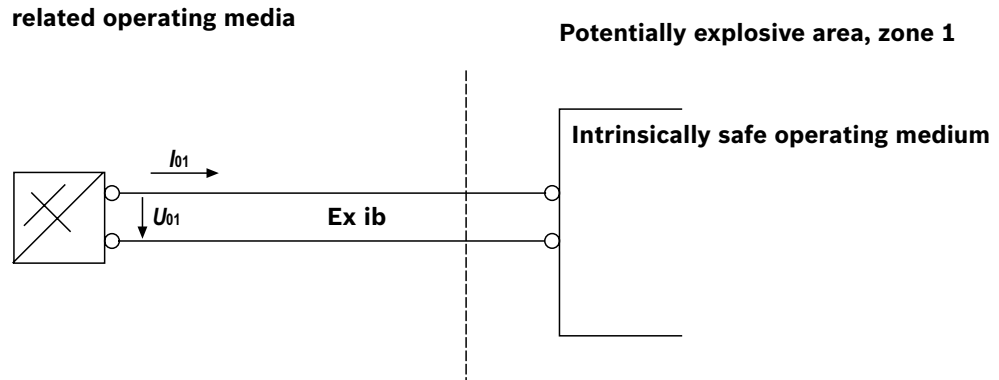 related operating media
Potentially explosive area, zone 1
Intrinsically safe operating medium
I01
U01
Ex ib